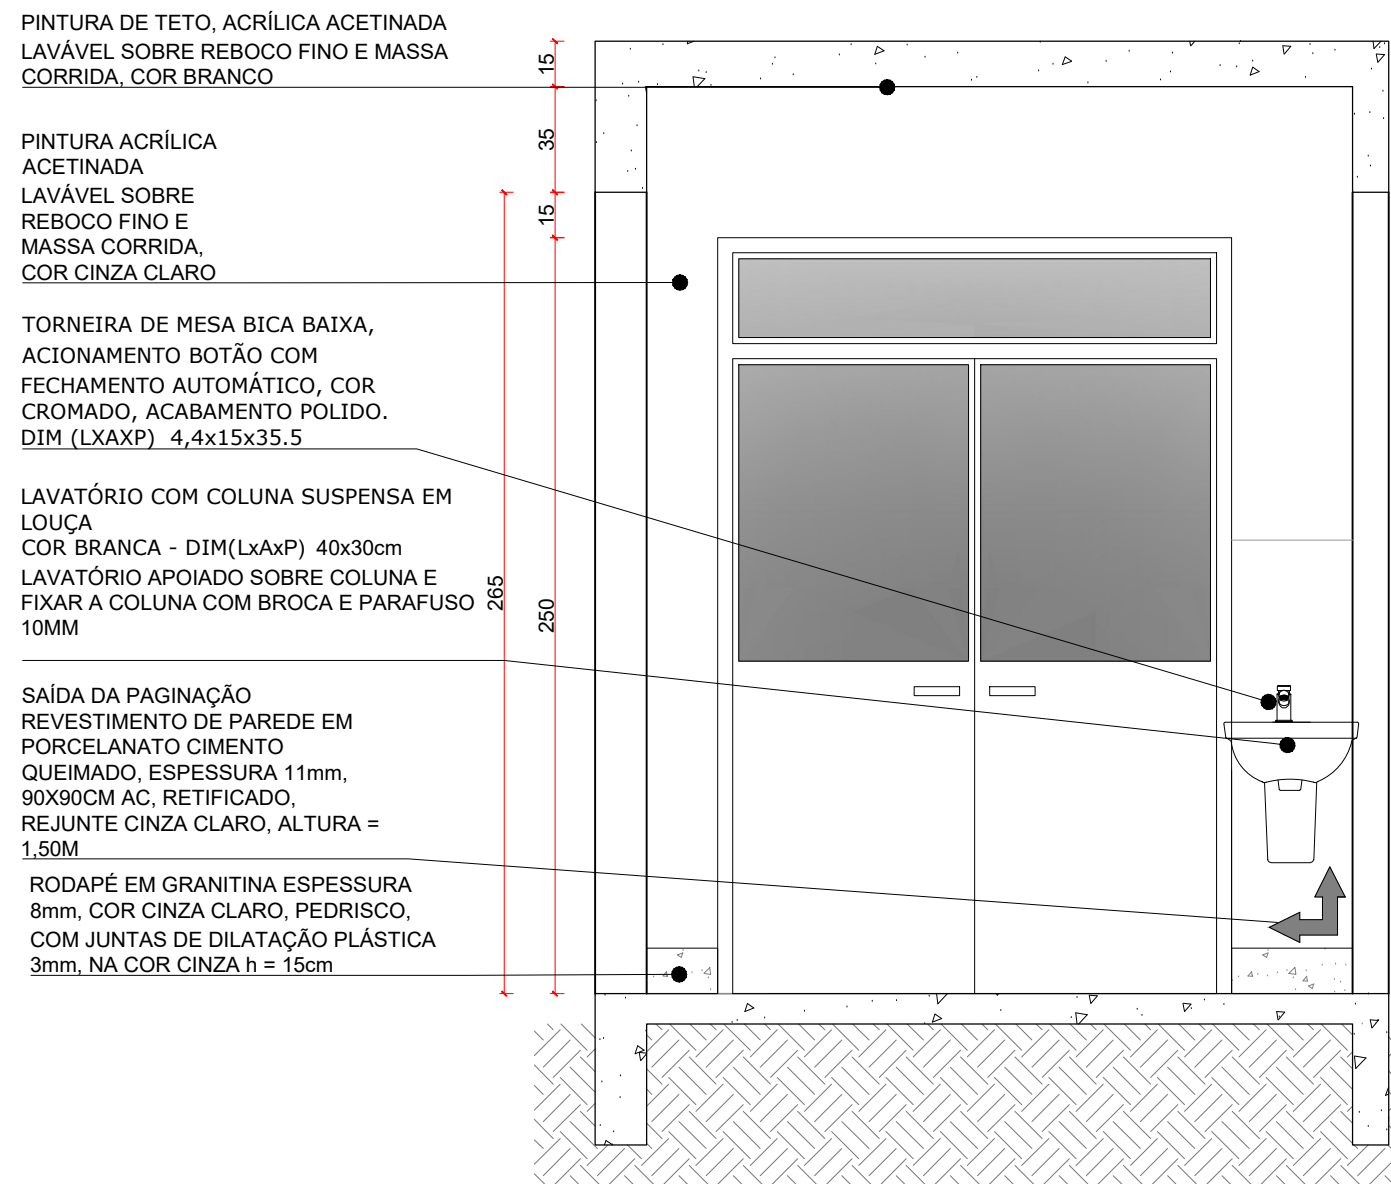 PINTURA DE TETO, ACRÍLICA ACETINADA
LAVÁVEL SOBRE REBOCO FINO E MASSA
CORRIDA, COR BRANCO
15
35
15
PINTURA ACRÍLICA
ACETINADA
LAVÁVEL SOBRE
REBOCO FINO E
MASSA CORRIDA,
COR CINZA CLARO
TORNEIRA DE MESA BICA BAIXA,
ACIONAMENTO BOTÃO COM
FECHAMENTO AUTOMÁTICO, COR
CROMADO, ACABAMENTO POLIDO.
DIM (LXAXP) 4,4x15x35.5
LAVATÓRIO COM COLUNA SUSPENSA EM
LOUÇA
COR BRANCA - DIM(LxAxP) 40x30cm
LAVATÓRIO APOIADO SOBRE COLUNA E
FIXAR A COLUNA COM BROCA E PARAFUSO
10MM
265
250
SAÍDA DA PAGINAÇÃO
REVESTIMENTO DE PAREDE EM
PORCELANATO CIMENTO
QUEIMADO, ESPESSURA 11mm,
90X90CM AC, RETIFICADO,
REJUNTE CINZA CLARO, ALTURA =
1,50M
RODAPÉ EM GRANITINA ESPESSURA
8mm, COR CINZA CLARO, PEDRISCO,
COM JUNTAS DE DILATAÇÃO PLÁSTICA
3mm, NA COR CINZA h = 15cm